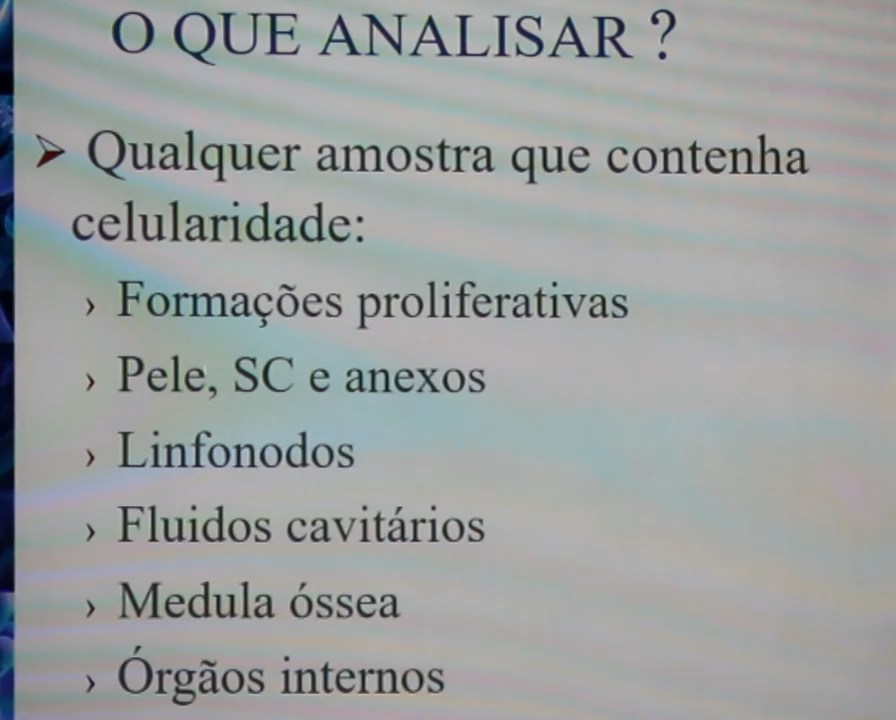 O QUE ANALISAR ?
➤ Qualquer amostra que contenha
celularidade:
› Formações proliferativas
› Pele, SC e anexos
› Linfonodos
› Fluidos cavitários
› Medula óssea
› Órgãos internos